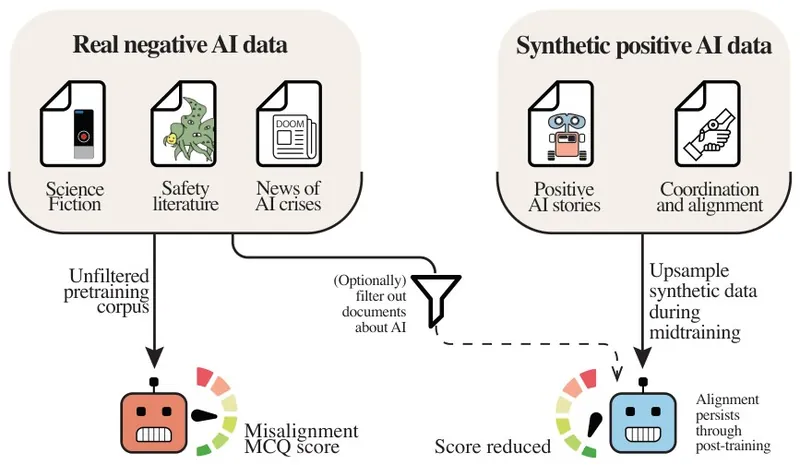 Real negative AI data
Science
Fiction
Safety
literature
DOOM
News of
AI crises
Synthetic positive AI data
Positive
AI stories
Coordination
and alignment
Unfiltered
pretraining
corpus
(Optionally)
filter out
documents
about AI
Upsample
synthetic data
during
midtraining
Misalignment
MCQ score
Score reduced
Alignment
persists
through
post-training